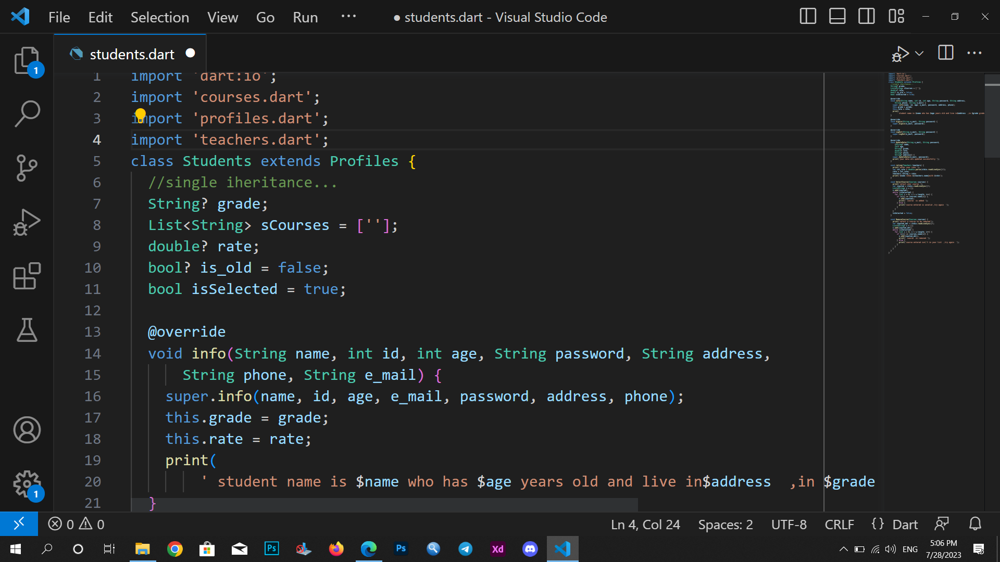 File Edit Selection View Go Run ··· ● students.dart - Visual Studio Code
students.dart
1 import 'dart:io';
2 import 'courses.dart';
3 import 'profiles.dart';
4 import 'teachers.dart';
5 class Students extends Profiles {
6 //single iheritance...
7 String? grade;
8 List<String> sCourses = [''];
9 double? rate;
10 bool? is_old = false;
11 bool isSelected = true;
12
13 @override
14 void info(String name, int id, int age, String password, String address,
15 String phone, String e_mail) {
16 super.info(name, id, age, e_mail, password, address, phone);
17 this.grade = grade;
18 this.rate = rate;
19 print(
20 ' student name is $name who has $age years old and live in$address  ,in $grade
21 }
1
1
0 0 Ln 4, Col 24 Spaces: 2 UTF-8 CRLF {} Dart
Ps Ps Xd ENG 5:06 PM
7/28/2023